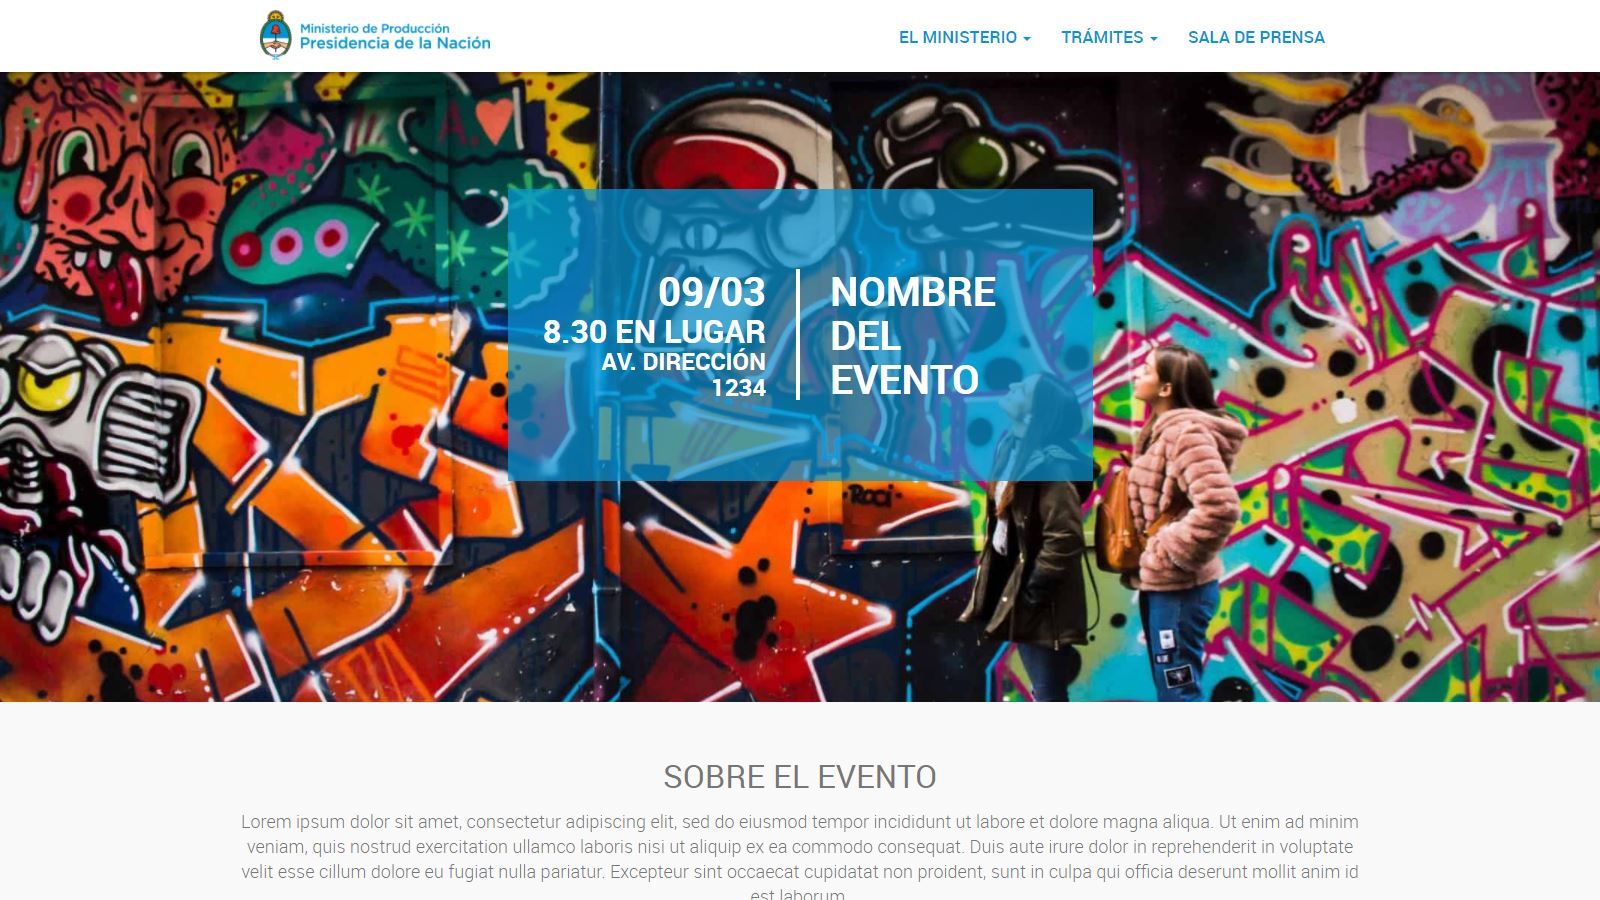 Ministerio de Producción
Presidencia de la Nación
EL MINISTERIO
TRÁMITES
SALA DE PRENSA
A.
09/03
8.30 EN LUGAR
AV. DIRECCIÓN
1234
NOMBRE
DEL
EVENTO
Roci
SOBRE EL EVENTO
Lorem ipsum dolor sit amet, consectetur adipiscing elit, sed do eiusmod tempor incididunt ut labore et dolore magna aliqua. Ut enim ad minim
veniam, quis nostrud exercitation ullamco laboris nisi ut aliquip ex ea commodo consequat. Duis aute irure dolor in reprehenderit in voluptate
velit esse cillum dolore eu fugiat nulla pariatur. Excepteur sint occaecat cupidatat non proident, sunt in culpa qui officia deserunt mollit anim id
est laborum.